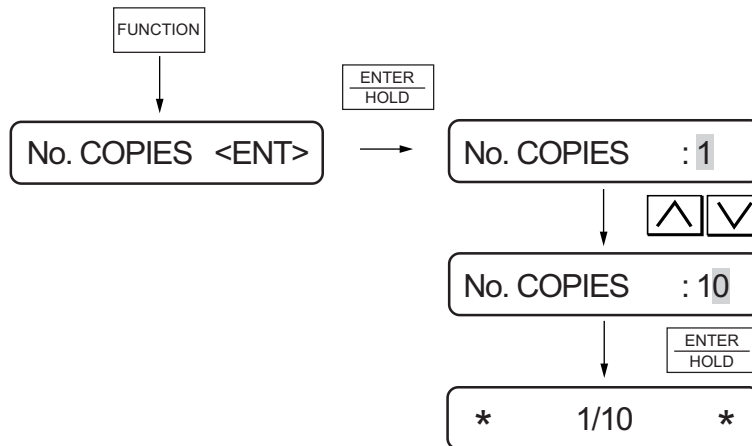 FUNCTION
ENTER
HOLD
No. COPIES <ENT>
No. COPIES : 1
No. COPIES : 10
ENTER
HOLD
* 1/10 *